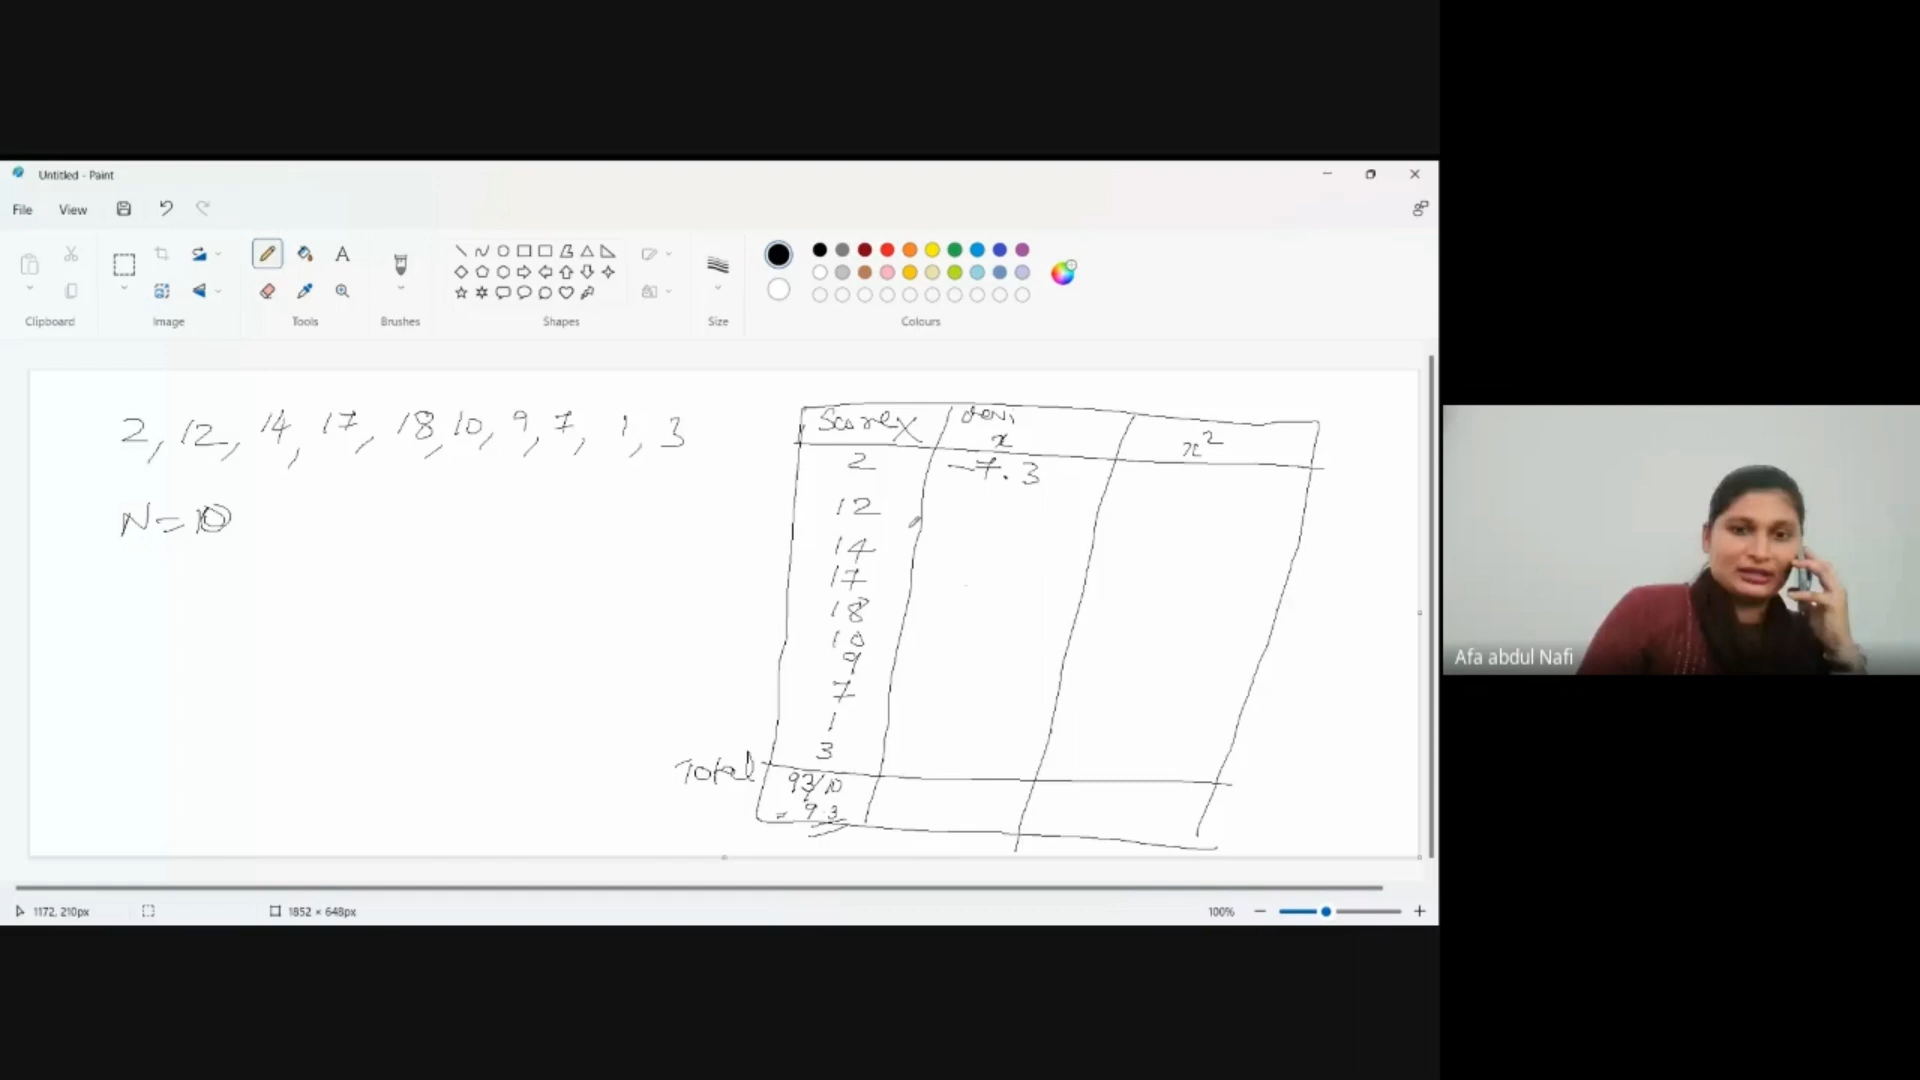 Untitled - Paint
File View
Clipboard Image Tools Brushes Shapes Size Colours
2, 12, 14, 17, 18, 10, 9, 7, 1, 3
N = 10
Score X devi x x²
2 -7.3
12
14
17
18
10
9
7
1
3
Total 93/10
= 9.3
1172, 210px 1852 × 648px 100%
Afa abdul Nafi